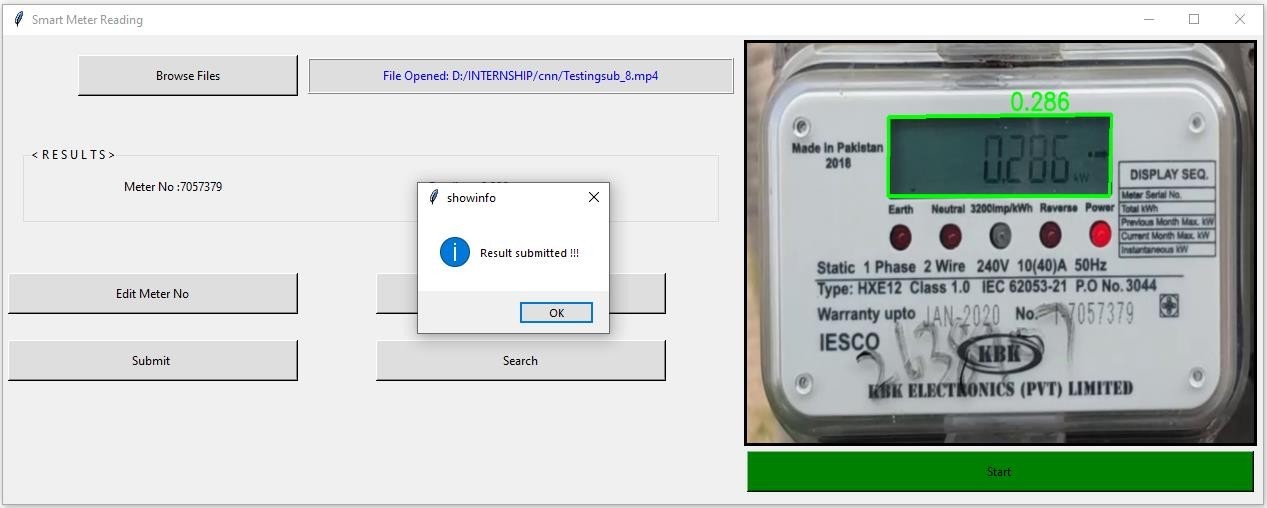 Smart Meter Reading
Browse Files
File Opened: D:/INTERNSHIP/cnn/Testingsub_8.mp4
< R E S U L T S >
Meter No :7057379
showinfo
Result submitted !!!
OK
Edit Meter No
Submit
Search
0.286
0.286 kW
Made In Pakistan
2018
DISPLAY SEQ.
Meter Serial No.
Total kWh
Previous Month Max. kW
Current Month Max. kW
Instantaneous kW
Earth Neutral 3200imp/kWh Reverse Power
Static 1 Phase 2 Wire 240V 10(40)A 50Hz
Type: HXE12 Class 1.0 IEC 62053-21 P.O No. 3044
Warranty upto JAN-2020 No. 7057379
IESCO
KBK
KBK ELECTRONICS (PVT) LIMITED
Start